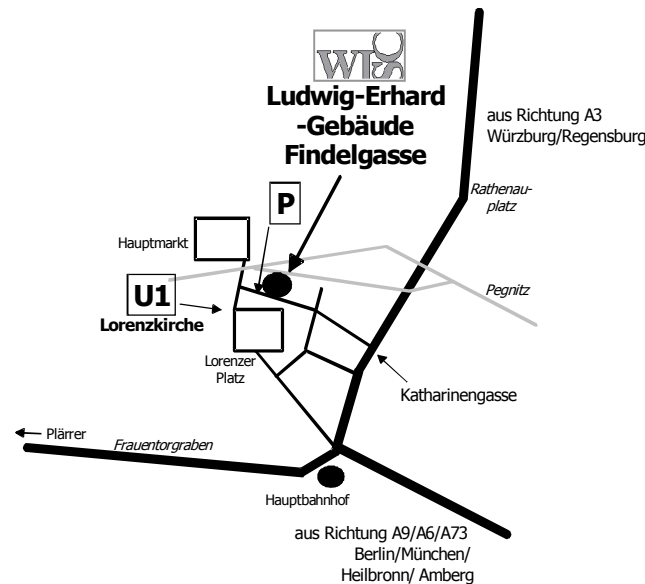 WISO
Ludwig-Erhard
-Gebäude
Findelgasse
aus Richtung A3
Würzburg/Regensburg
Rathenau-
platz
P
Hauptmarkt
Pegnitz
U1
Lorenzkirche
Lorenzer
Platz
Katharinengasse
Plärrer
Frauentorgraben
Hauptbahnhof
aus Richtung A9/A6/A73
Berlin/München/
Heilbronn/ Amberg